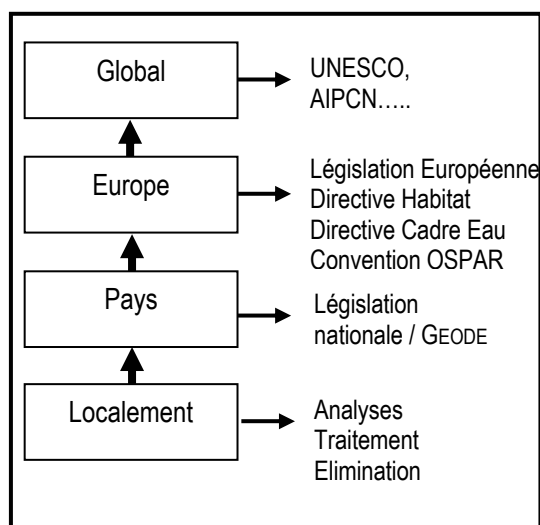 Global
UNESCO,
AIPCN.....
Europe
Législation Européenne
Directive Habitat
Directive Cadre Eau
Convention OSPAR
Pays
Législation
nationale / GEODE
Localement
Analyses
Traitement
Elimination